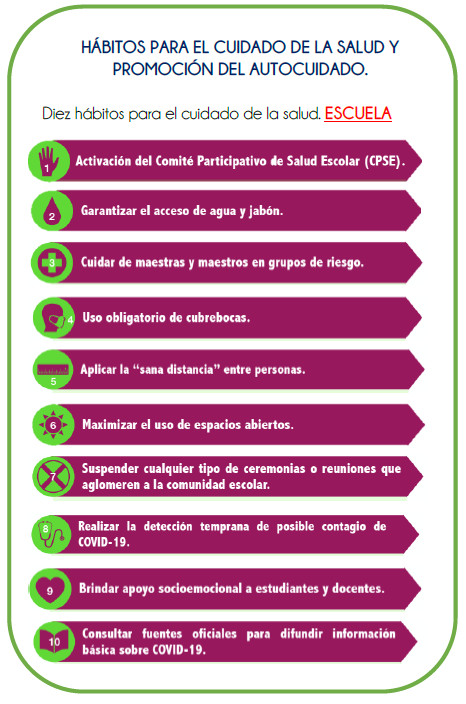 HÁBITOS PARA EL CUIDADO DE LA SALUD Y
PROMOCIÓN DEL AUTOCUIDADO.
Diez hábitos para el cuidado de la salud. ESCUELA
1 Activación del Comité Participativo de Salud Escolar (CPSE).
2 Garantizar el acceso de agua y jabón.
3 Cuidar de maestras y maestros en grupos de riesgo.
4 Uso obligatorio de cubrebocas.
5 Aplicar la “sana distancia” entre personas.
6 Maximizar el uso de espacios abiertos.
7 Suspender cualquier tipo de ceremonias o reuniones que
aglomeren a la comunidad escolar.
8 Realizar la detección temprana de posible contagio de
COVID-19.
9 Brindar apoyo socioemocional a estudiantes y docentes.
10 Consultar fuentes oficiales para difundir información
básica sobre COVID-19.